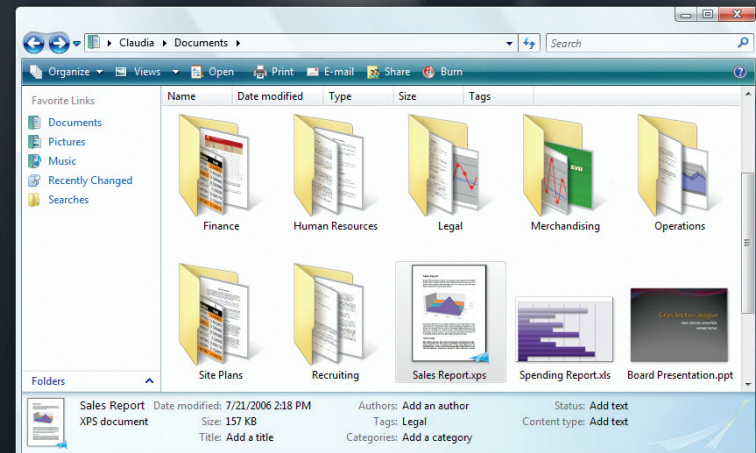 Claudia Documents Search
Organize Views Open Print E-mail Share Burn ?
Favorite Links
Documents
Pictures
Music
Recently Changed
Searches
Folders
Name Date modified Type Size Tags
Finance Human Resources Legal Merchandising Operations
XVII
Site Plans Recruiting Sales Report.xps Spending Report.xls Board Presentation.ppt
Sales Report Date modified: 7/21/2006 2:18 PM Authors: Add an author Status: Add text
XPS document Size: 157 KB Tags: Legal Content type: Add text
Title: Add a title Categories: Add a category